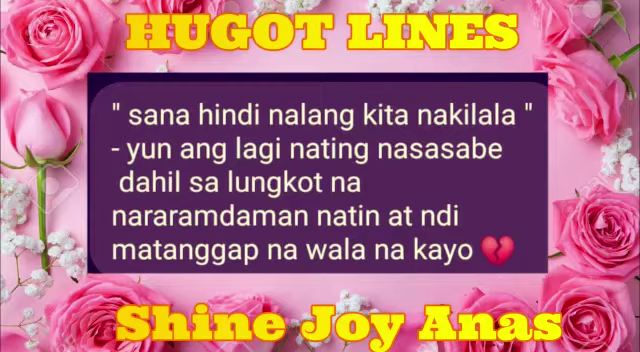 HUGOT LINES
" sana hindi nalang kita nakilala "
- yun ang lagi nating nasasabe
dahil sa lungkot na
nararamdaman natin at ndi
matanggap na wala na kayo 💔
Shine Joy Anas